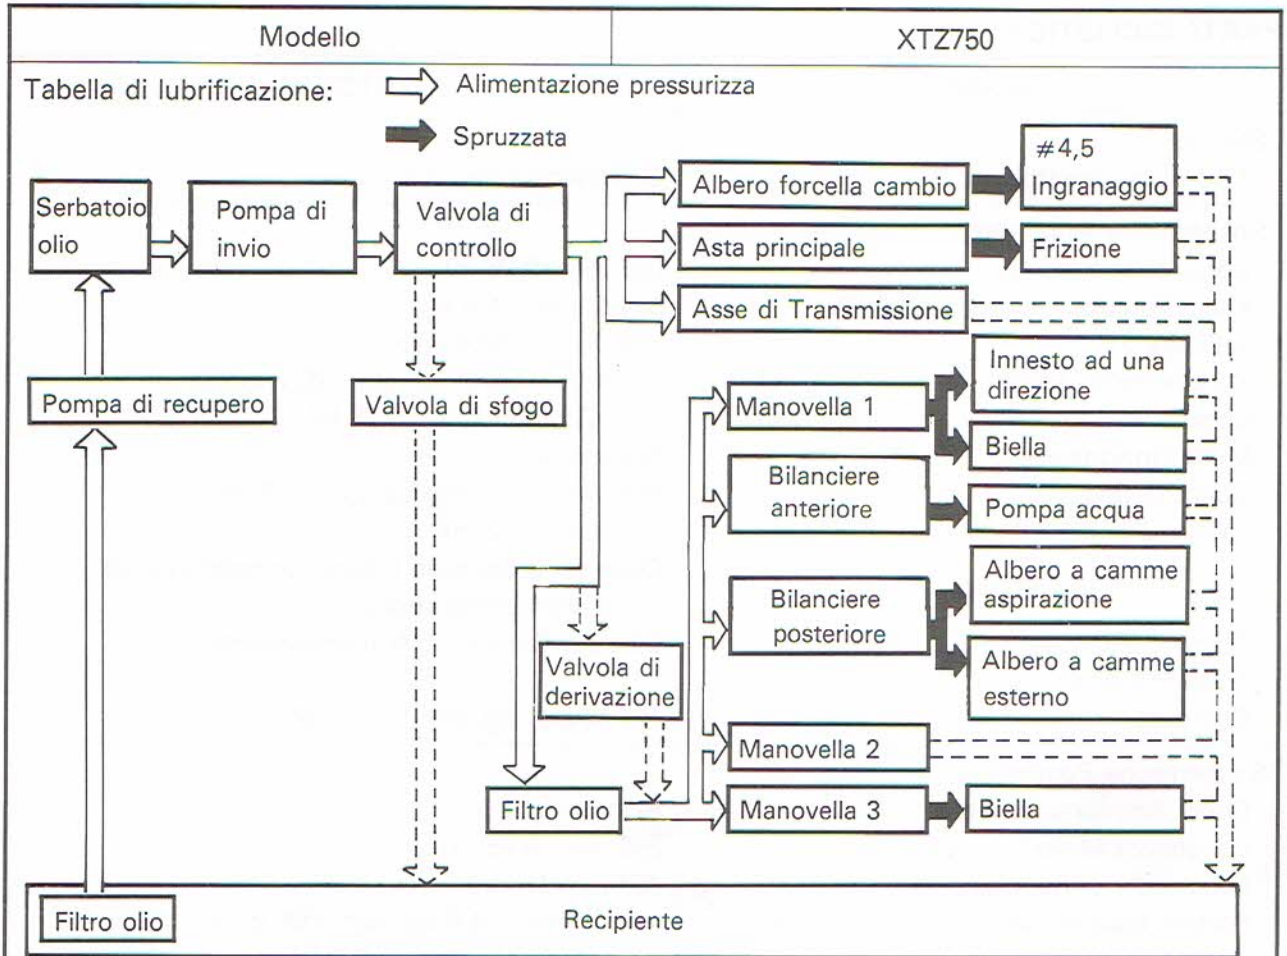 Modello
XTZ750
Tabella di lubrificazione:
Alimentazione pressurizza
Spruzzata
Serbatoio
olio
Pompa di
invio
Valvola di
controllo
Albero forcella cambio
#4,5
Ingranaggio
Asta principale
Frizione
Asse di Transmissione
Pompa di recupero
Valvola di sfogo
Manovella 1
Innesto ad una
direzione
Biella
Bilanciere
anteriore
Pompa acqua
Bilanciere
posteriore
Albero a camme
aspirazione
Albero a camme
esterno
Valvola di
derivazione
Manovella 2
Filtro olio
Manovella 3
Biella
Filtro olio
Recipiente